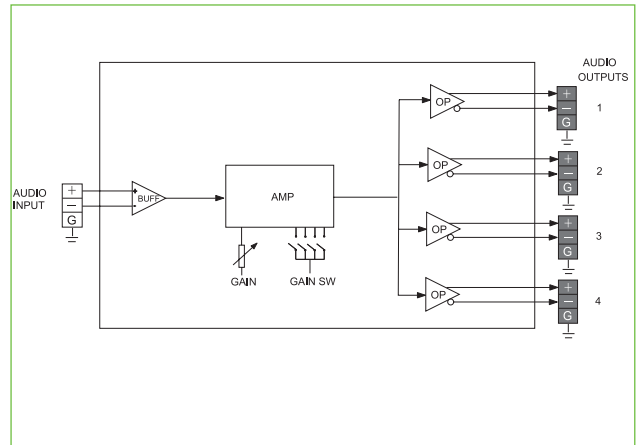 AUDIO
OUTPUTS
+
−
G
1
OP
+
−
G
2
OP
AUDIO
INPUT
+
−
G
+
-
BUFF
AMP
GAIN
GAIN SW
+
−
G
3
OP
+
−
G
4
OP